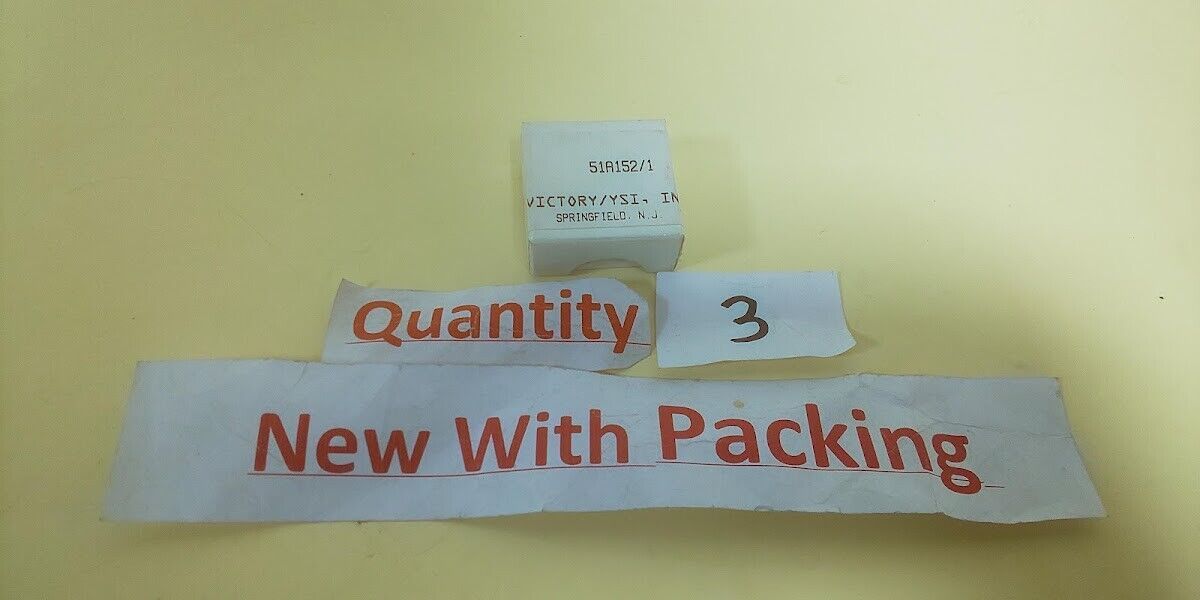 51A152/1
VICTORY/YSI, IN
SPRINGFIELD, N.J.
Quantity 3
New With Packing